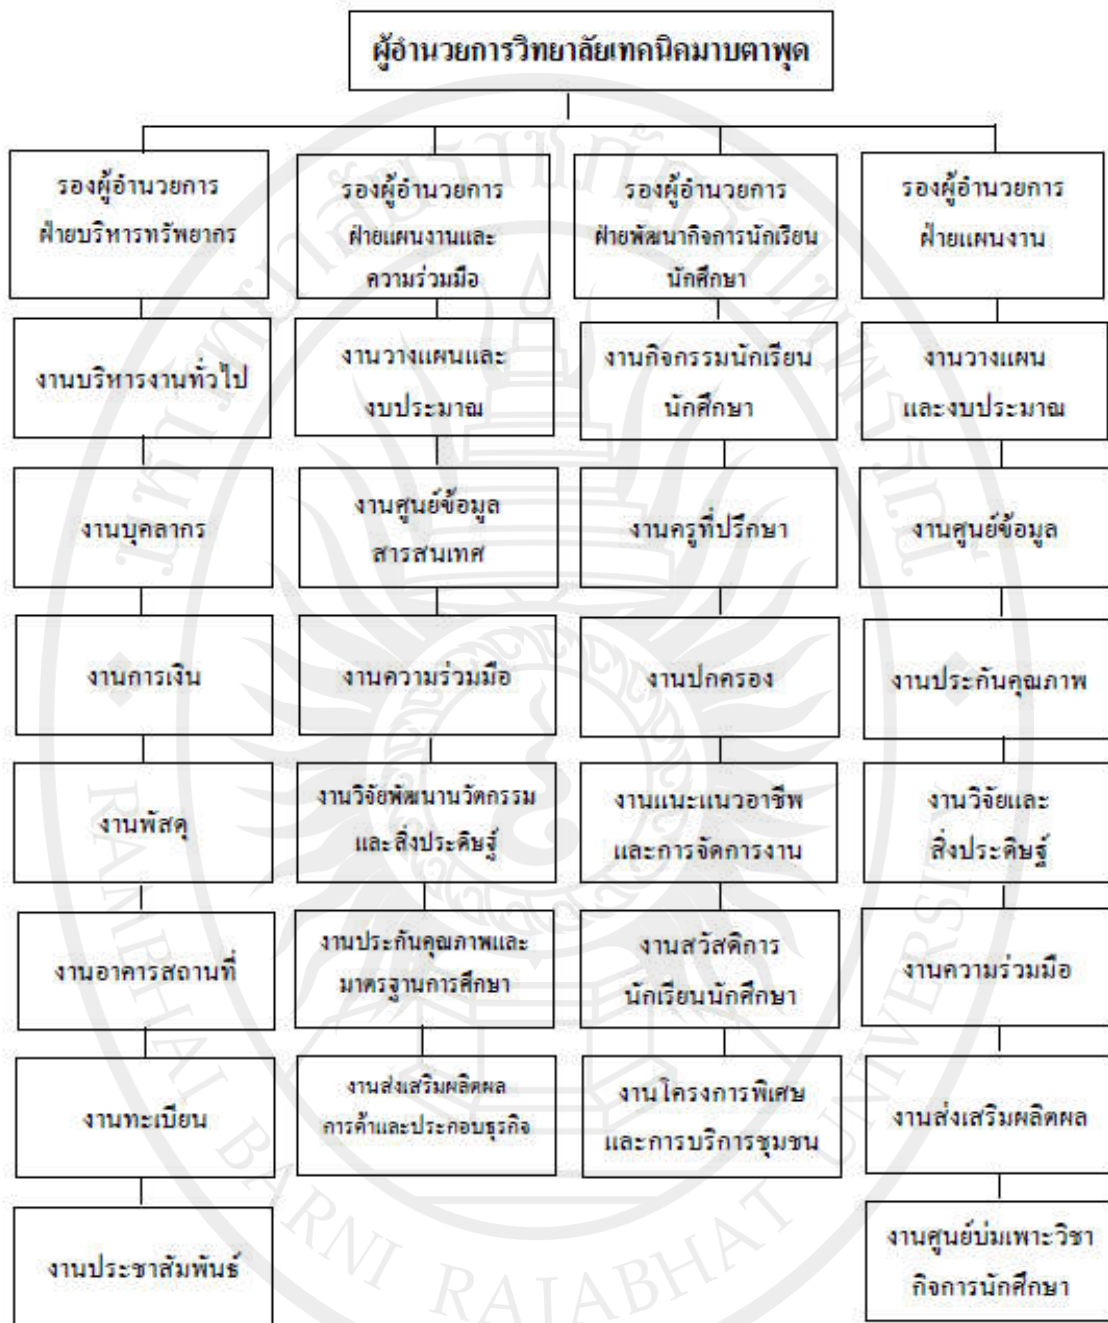 ผู้อำนวยการวิทยาลัยเทคนิคมาบตาพุด
รองผู้อำนวยการ
ฝ่ายบริหารทรัพยากร
งานบริหารงานทั่วไป
งานบุคลากร
งานการเงิน
งานพัสดุ
งานอาคารสถานที่
งานทะเบียน
งานประชาสัมพันธ์
รองผู้อำนวยการ
ฝ่ายแผนงานและ
ความร่วมมือ
งานวางแผนและ
งบประมาณ
งานศูนย์ข้อมูล
สารสนเทศ
งานความร่วมมือ
งานวิจัยพัฒนานวัตกรรม
และสิ่งประดิษฐ์
งานประกันคุณภาพและ
มาตรฐานการศึกษา
งานส่งเสริมผลิตผล
การค้าและประกอบธุรกิจ
รองผู้อำนวยการ
ฝ่ายพัฒนากิจการนักเรียน
นักศึกษา
งานกิจกรรมนักเรียน
นักศึกษา
งานครูที่ปรึกษา
งานปกครอง
งานแนะแนวอาชีพ
และการจัดการงาน
งานสวัสดิการ
นักเรียนนักศึกษา
งานโครงการพิเศษ
และการบริการชุมชน
รองผู้อำนวยการ
ฝ่ายแผนงาน
งานวางแผน
และงบประมาณ
งานศูนย์ข้อมูล
งานประกันคุณภาพ
งานวิจัยและ
สิ่งประดิษฐ์
งานความร่วมมือ
งานส่งเสริมผลิตผล
งานศูนย์บ่มเพาะวิชา
กิจการนักศึกษา
RAMBHAI BARNI RAJABHAT UNIVERSITY